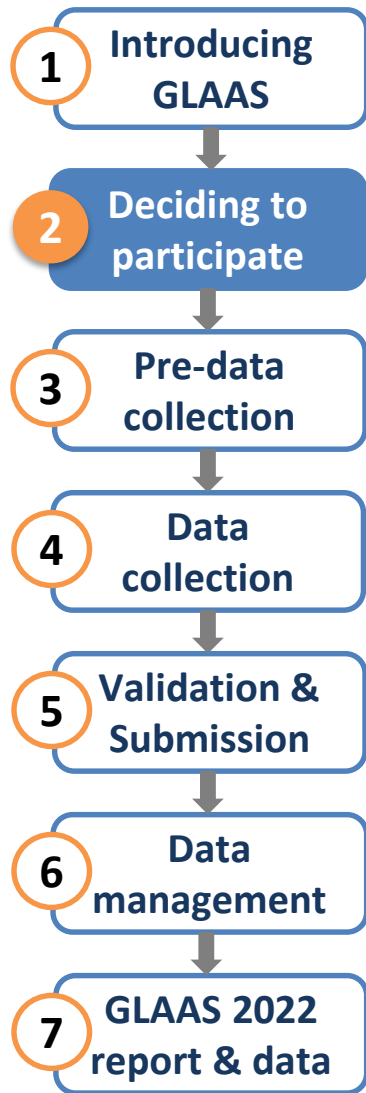 1
Introducing
GLAAS
2
Deciding to
participate
3
Pre-data
collection
4
Data
collection
5
Validation &
Submission
6
Data
management
7
GLAAS 2022
report & data